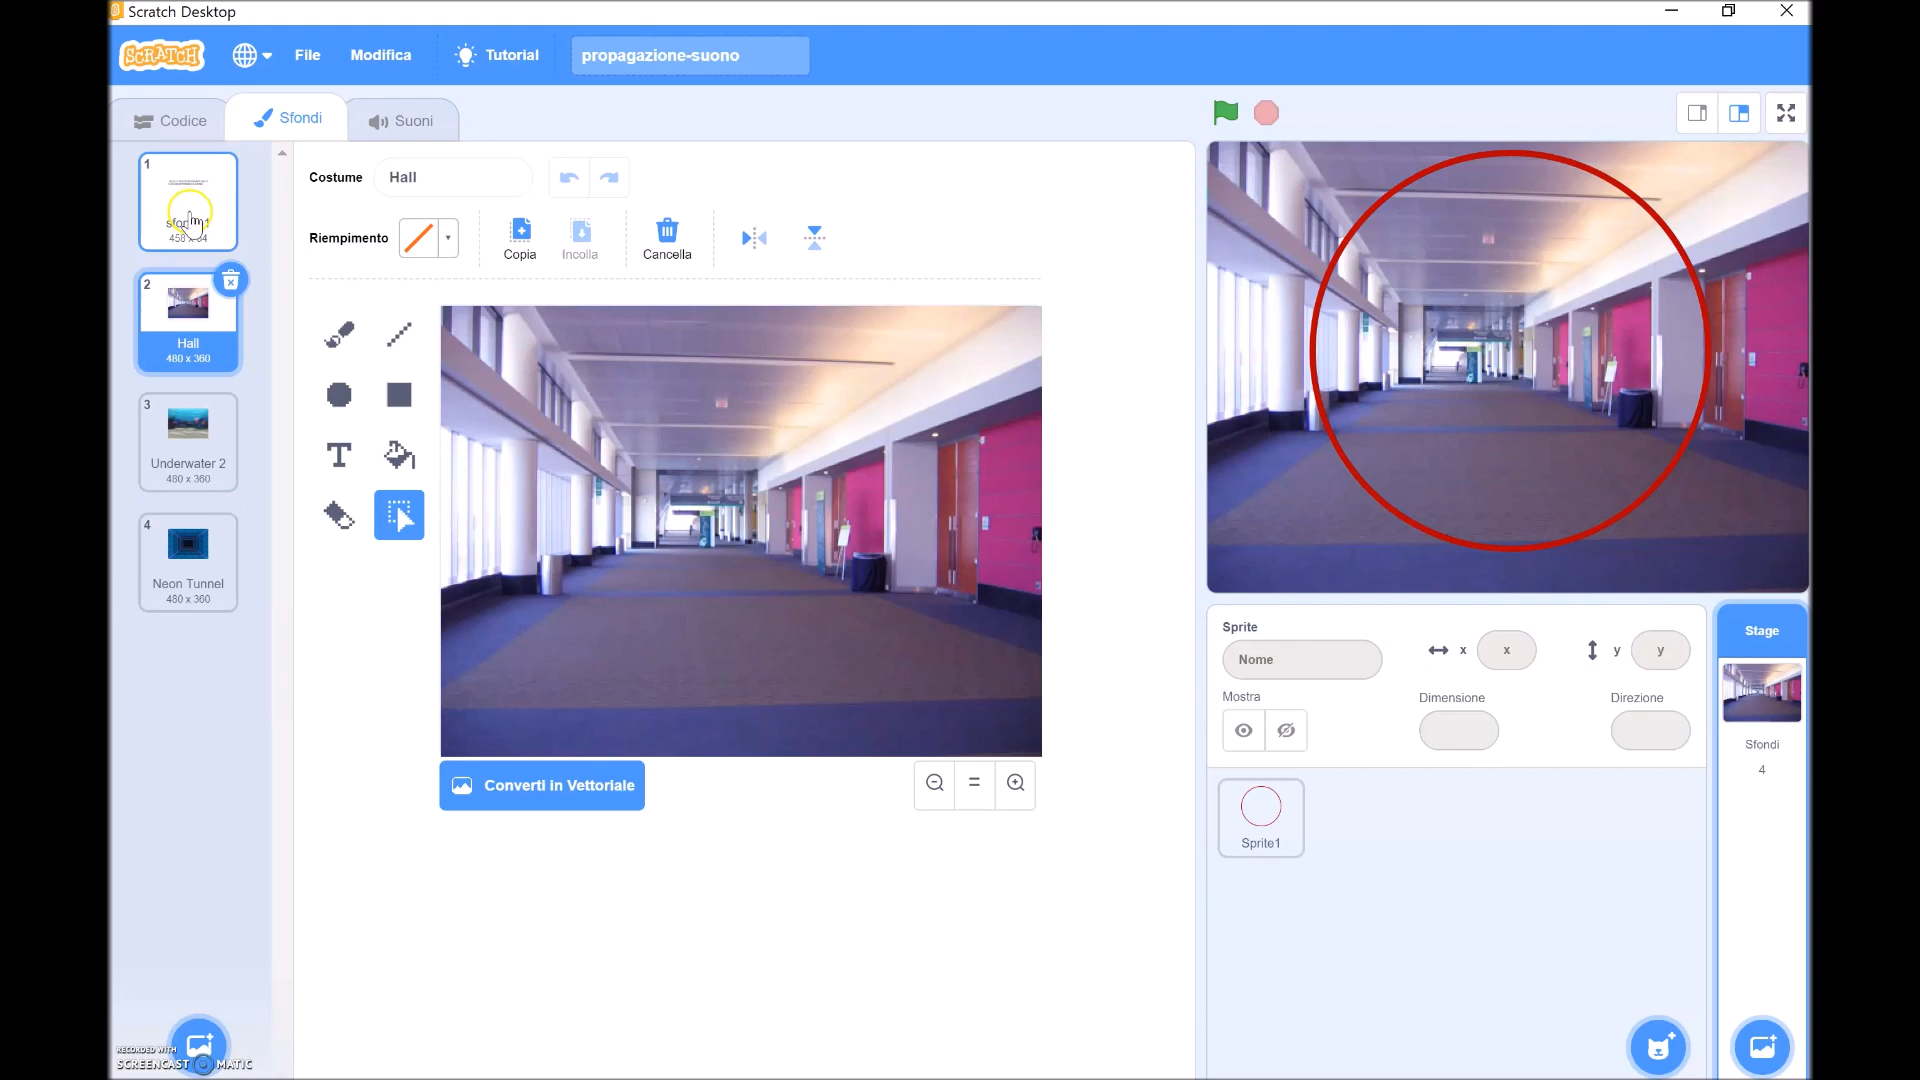 Scratch Desktop
SCRATCH
File
Modifica
Tutorial
propagazione-suono
Codice
Sfondi
Suoni
1
2
Hall
480 x 360
3
Underwater 2
480 x 360
4
Neon Tunnel
480 x 360
Costume
Hall
Riempimento
Copia
Incolla
Cancella
Converti in Vettoriale
Sprite
Nome
x
x
y
y
Mostra
Dimensione
Direzione
Sprite1
Stage
Sfondi
4
RECORDED WITH
SCREENCAST MATIC